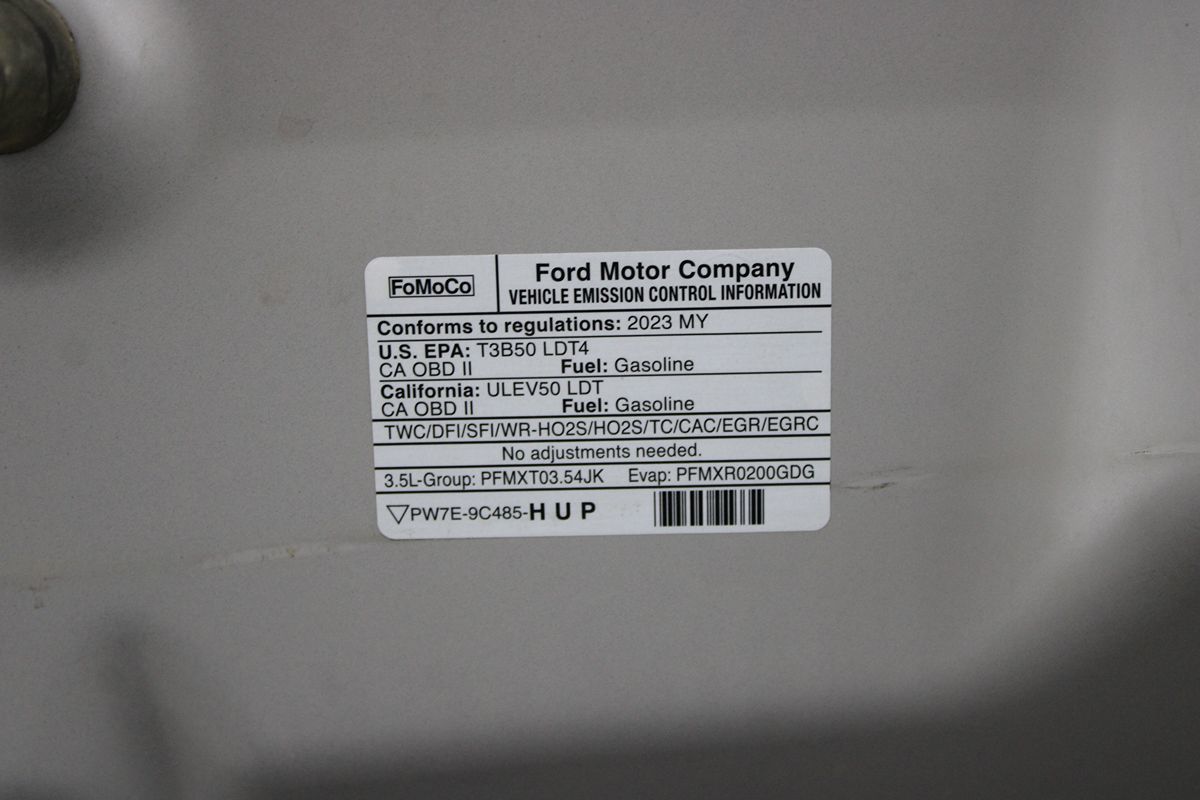 FoMoCo
Ford Motor Company
VEHICLE EMISSION CONTROL INFORMATION
Conforms to regulations: 2023 MY
U.S. EPA: T3B50 LDT4
CA OBD II Fuel: Gasoline
California: ULEV50 LDT
CA OBD II Fuel: Gasoline
TWC/DFI/SFI/WR-HO2S/HO2S/TC/CAC/EGR/EGRC
No adjustments needed.
3.5L-Group: PFMXT03.54JK Evap: PFMXR0200GDG
PW7E-9C485-H U P